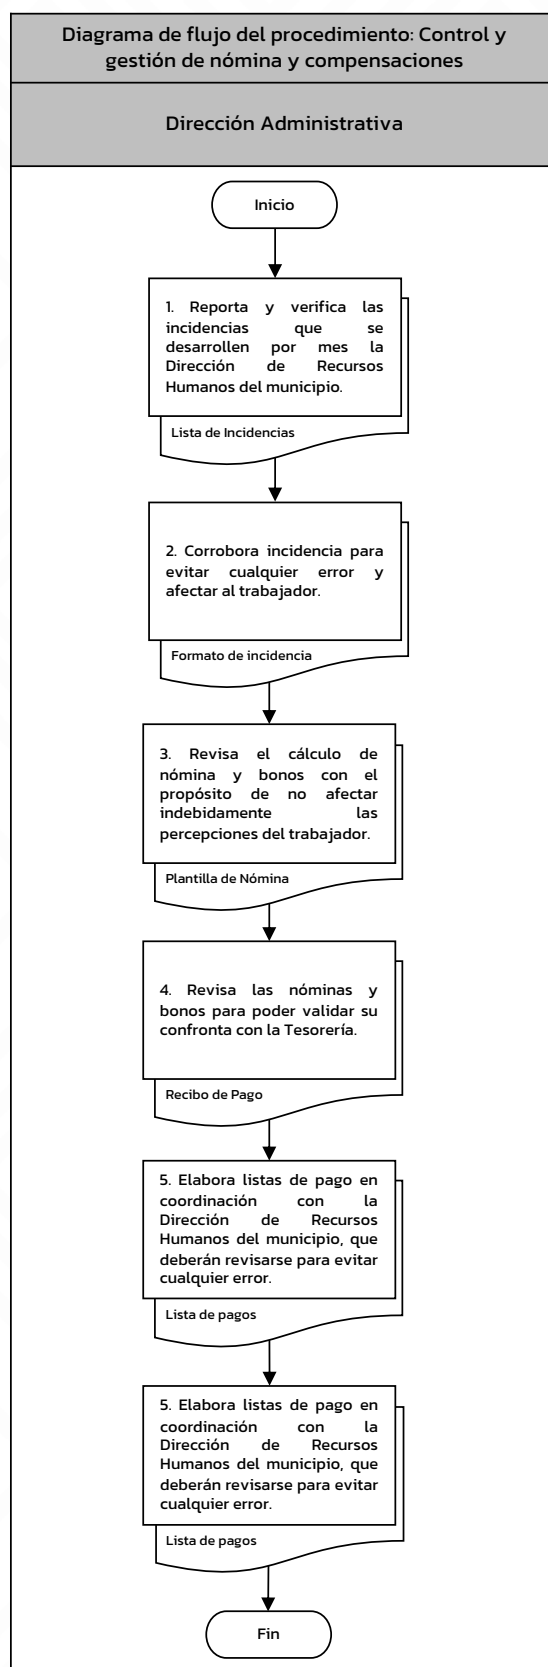 Diagrama de flujo del procedimiento: Control y
gestión de nómina y compensaciones
Dirección Administrativa
Inicio
1. Reporta y verifica las
incidencias que se
desarrollen por mes la
Dirección de Recursos
Humanos del municipio.
Lista de Incidencias
2. Corrobora incidencia para
evitar cualquier error y
afectar al trabajador.
Formato de incidencia
3. Revisa el cálculo de
nómina y bonos con el
propósito de no afectar
indebidamente las
percepciones del trabajador.
Plantilla de Nómina
4. Revisa las nóminas y
bonos para poder validar su
confronta con la Tesorería.
Recibo de Pago
5. Elabora listas de pago en
coordinación con la
Dirección de Recursos
Humanos del municipio, que
deberán revisarse para evitar
cualquier error.
Lista de pagos
5. Elabora listas de pago en
coordinación con la
Dirección de Recursos
Humanos del municipio, que
deberán revisarse para evitar
cualquier error.
Lista de pagos
Fin